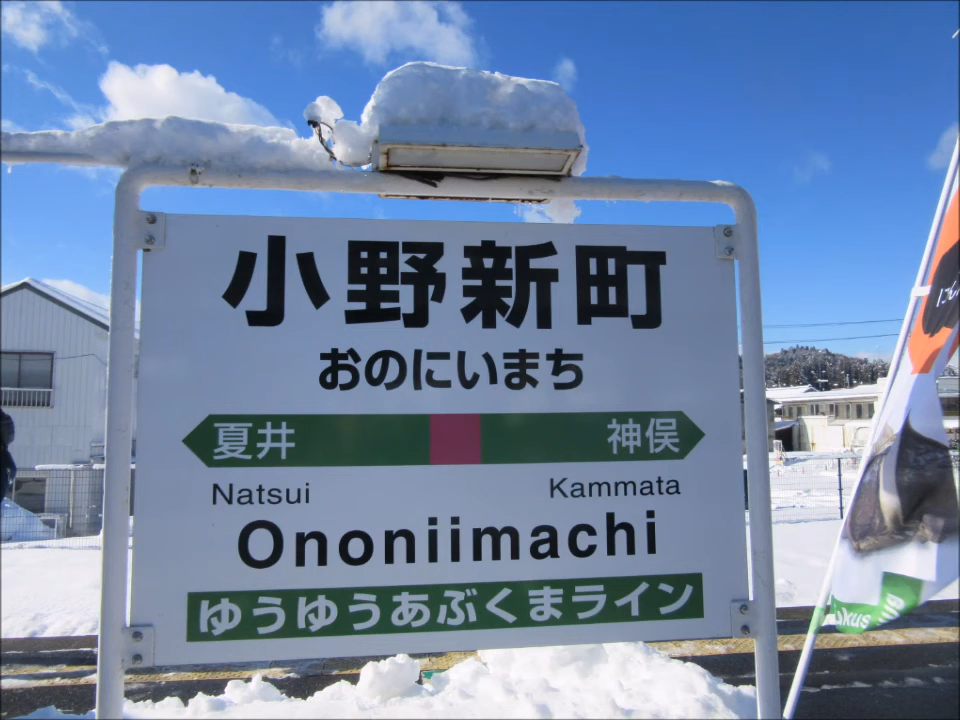 小野新町
おのにいまち
夏井 神俣
Natsui Kammata
Ononiimachi
ゆうゆうあぶくまライン